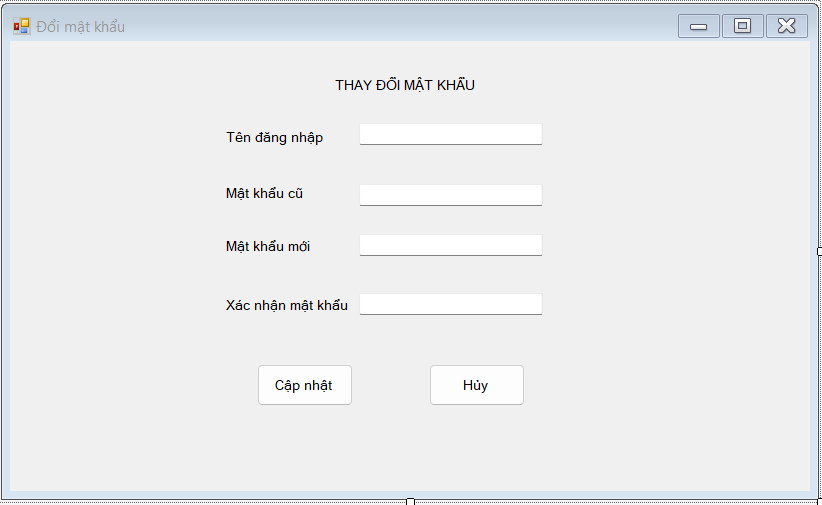 Đổi mật khẩu
THAY ĐỔI MẬT KHẨU
Tên đăng nhập
Mật khẩu cũ
Mật khẩu mới
Xác nhận mật khẩu
Cập nhật
Hủy